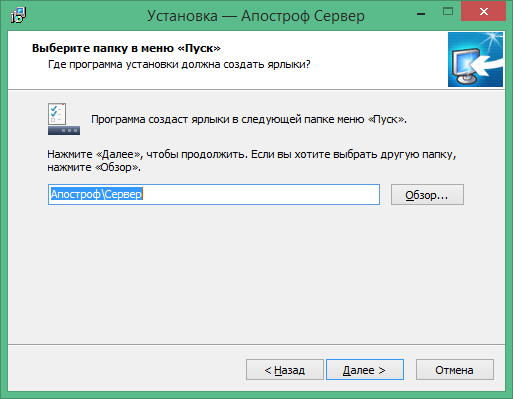 Установка — Апостроф Сервер
Выберите папку в меню «Пуск»
Где программа установки должна создать ярлыки?
Программа создаст ярлыки в следующей папке меню «Пуск».
Нажмите «Далее», чтобы продолжить. Если вы хотите выбрать другую папку,
нажмите «Обзор».
Апостроф\Сервер
Обзор...
< Назад
Далее >
Отмена